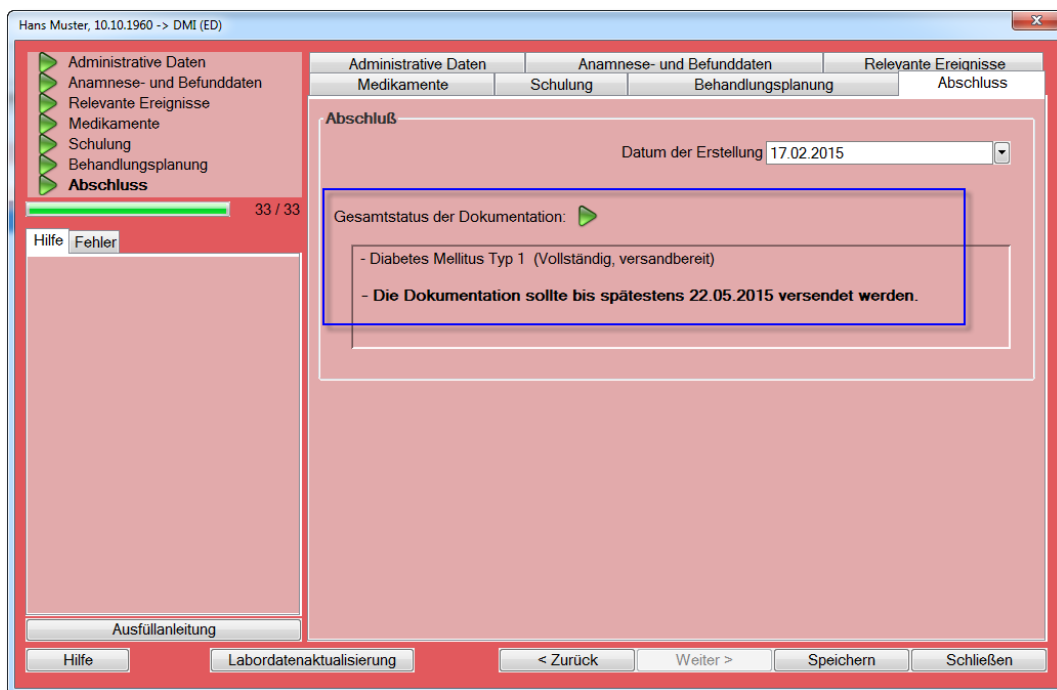 Hans Muster, 10.10.1960 -> DMI (ED)
x
Administrative Daten
Anamnese- und Befunddaten
Relevante Ereignisse
Medikamente
Schulung
Behandlungsplanung
Abschluss
33 / 33
Hilfe Fehler
Ausfüllanleitung
Administrative Daten Anamnese- und Befunddaten Relevante Ereignisse
Medikamente Schulung Behandlungsplanung Abschluss
Abschluß
Datum der Erstellung 17.02.2015
Gesamtstatus der Dokumentation:
- Diabetes Mellitus Typ 1 (Vollständig, versandbereit)
- Die Dokumentation sollte bis spätestens 22.05.2015 versendet werden.
Hilfe Labordatenaktualisierung < Zurück Weiter > Speichern Schließen